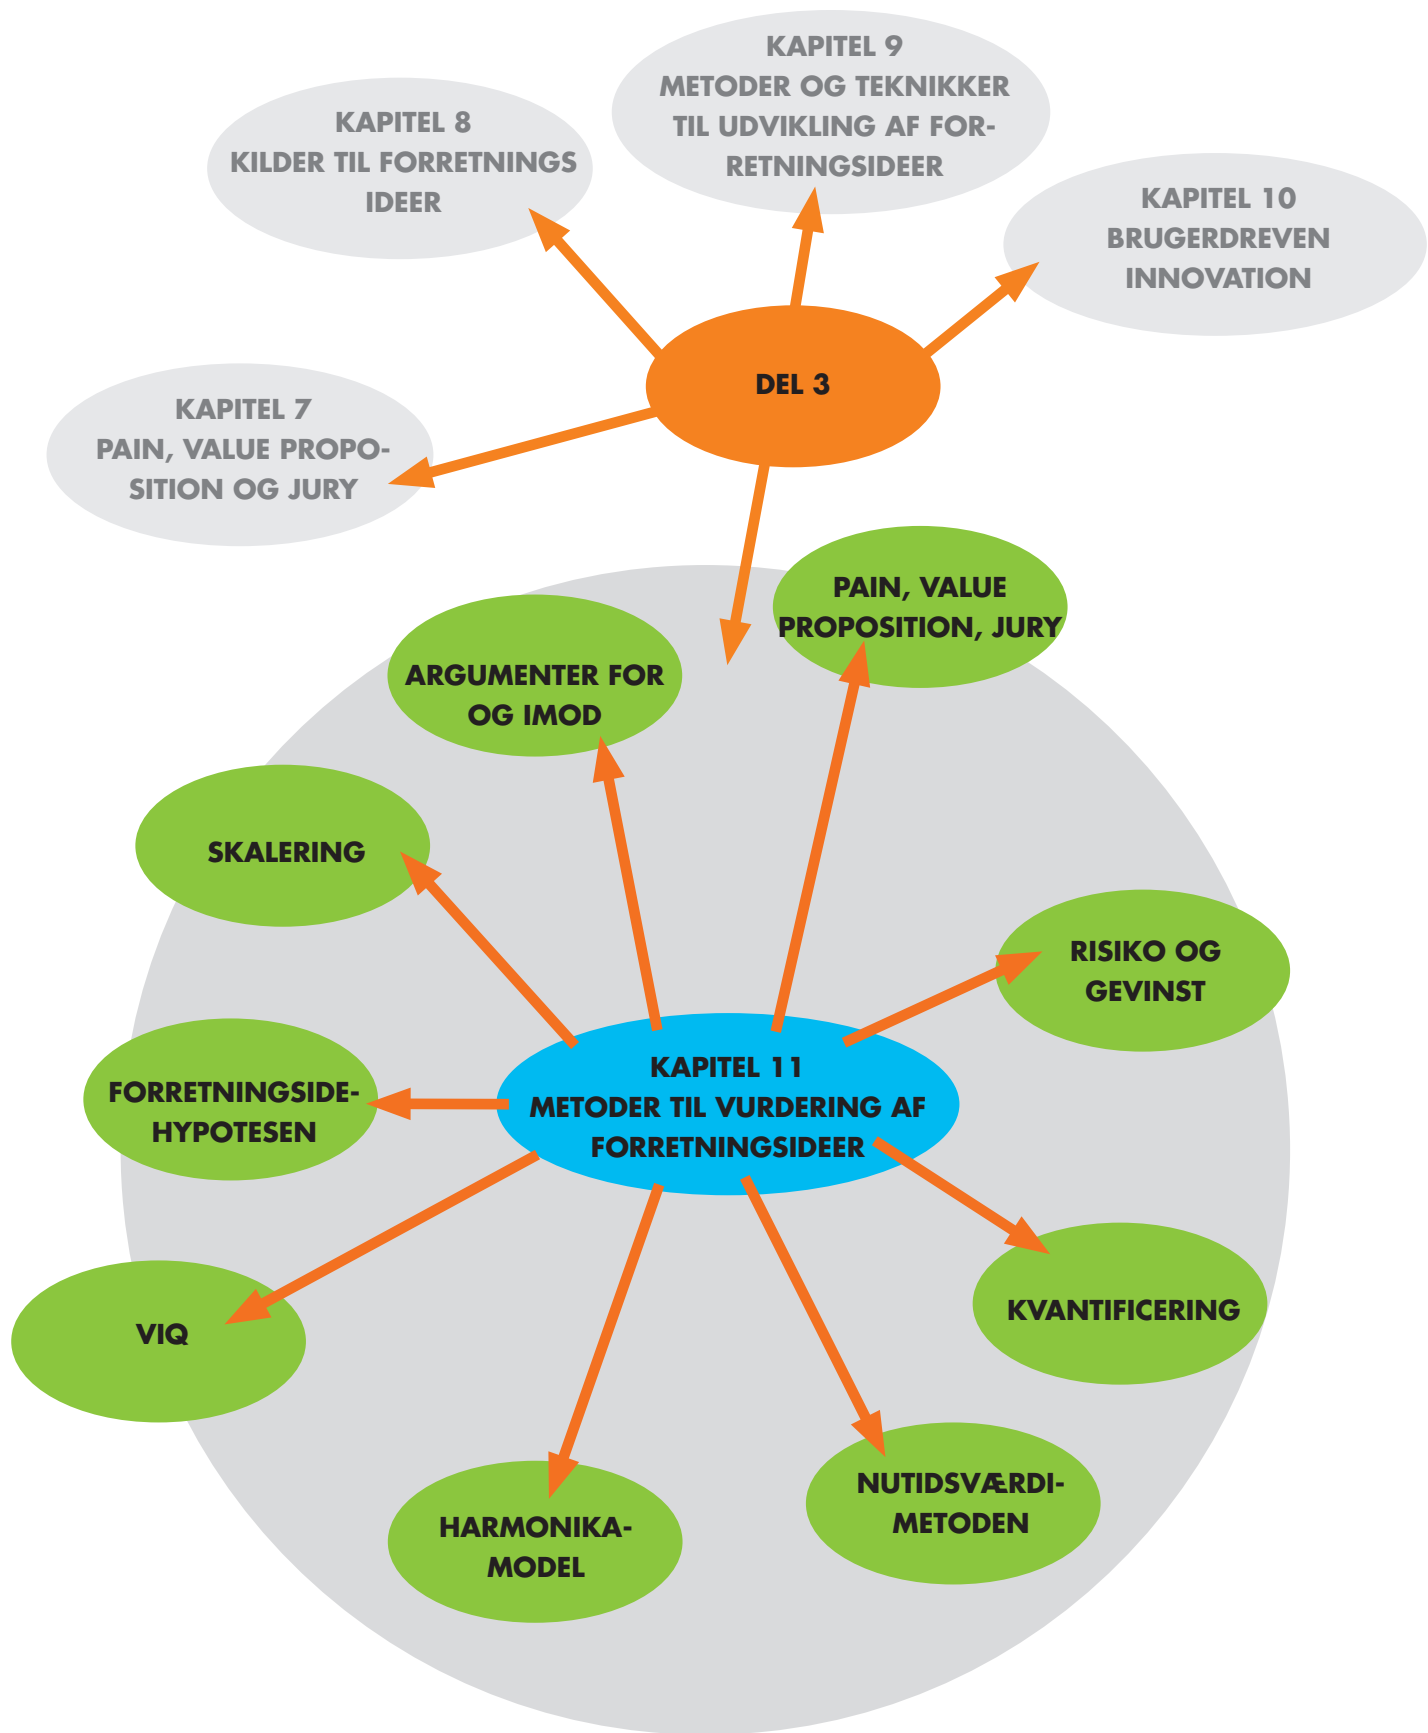 KAPITEL 9
METODER OG TEKNIKKER
TIL UDVIKLING AF FOR-
RETNINGSIDEER
KAPITEL 8
KILDER TIL FORRETNINGS
IDEER
KAPITEL 10
BRUGERDREVEN
INNOVATION
DEL 3
KAPITEL 7
PAIN, VALUE PROPO-
SITION OG JURY
PAIN, VALUE
PROPOSITION, JURY
ARGUMENTER FOR
OG IMOD
SKALERING
RISIKO OG
GEVINST
KAPITEL 11
METODER TIL VURDERING AF
FORRETNINGSIDEER
FORRETNINGSIDE-
HYPOTESEN
KVANTIFICERING
VIQ
NUTIDSVÆRDI-
METODEN
HARMONIKA-
MODEL